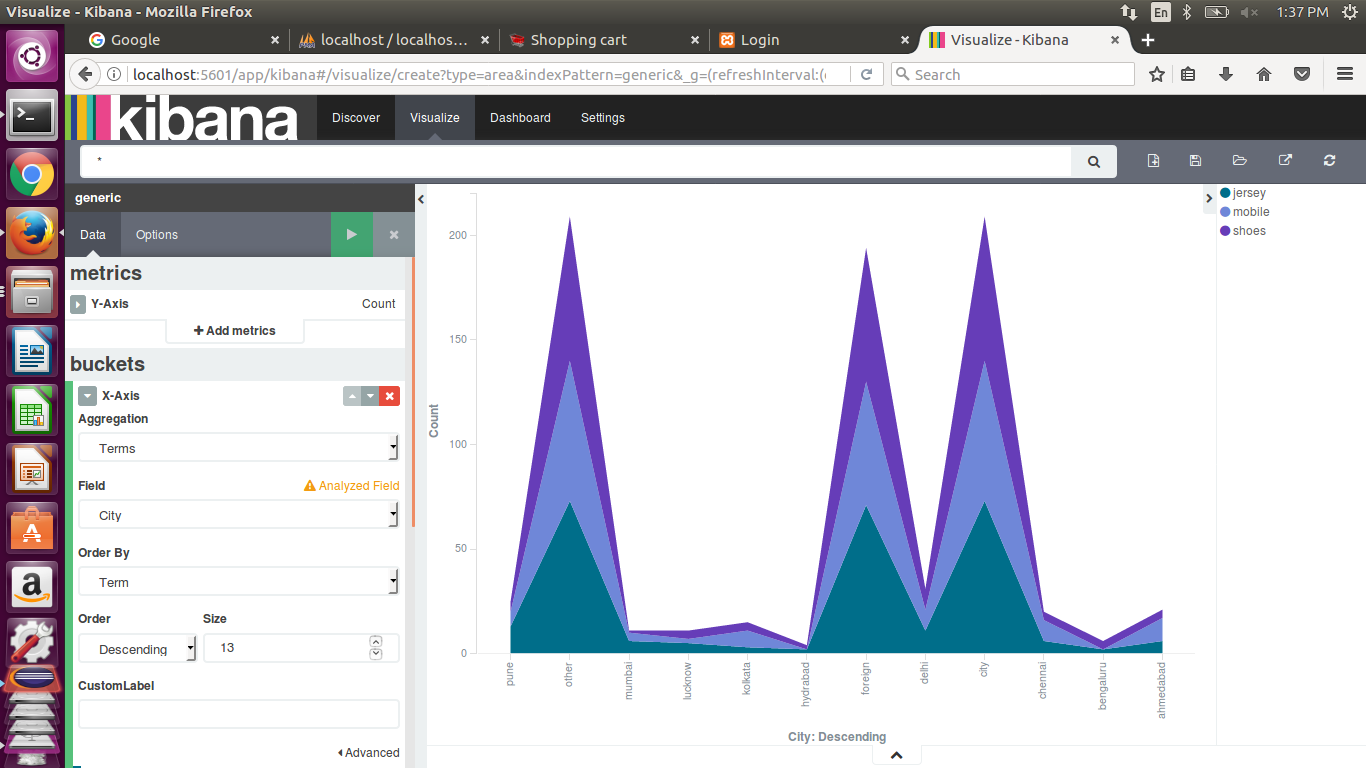 Visualize - Kibana - Mozilla Firefox
En
1:37 PM
Google
localhost / localhos...
Shopping cart
Login
Visualize - Kibana
localhost:5601/app/kibana#/visualize/create?type=area&indexPattern=generic&_g=(refreshInterval:(
Search
kibana
Discover
Visualize
Dashboard
Settings
*
generic
Data
Options
metrics
Y-Axis
Count
Add metrics
buckets
X-Axis
Aggregation
Terms
Field
Analyzed Field
City
Order By
Term
Order
Size
Descending
13
CustomLabel
Advanced
Count
200
150
100
50
0
pune
other
mumbai
lucknow
kolkata
hydrabad
foreign
delhi
city
chennai
bengaluru
ahmedabad
City: Descending
jersey
mobile
shoes